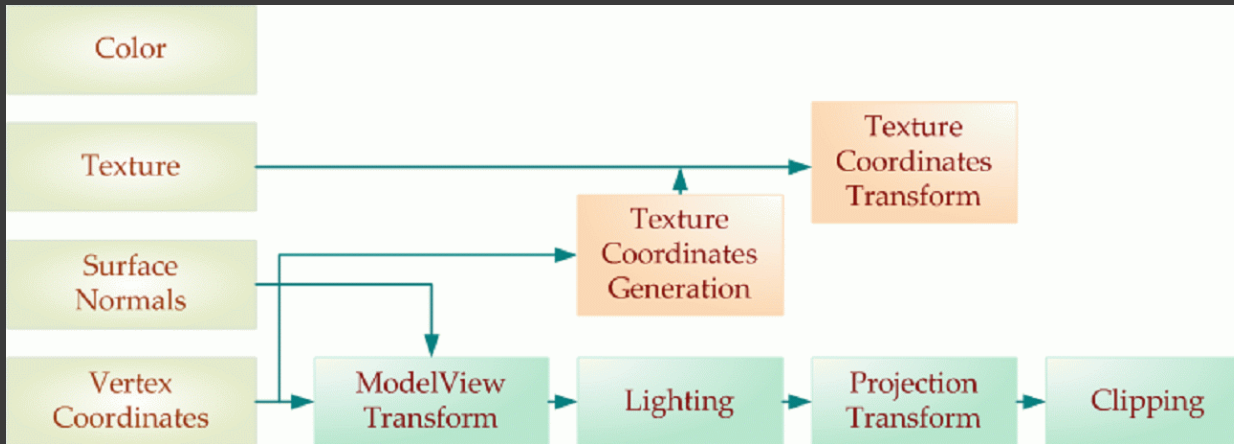 Color
Texture
Texture
Coordinates
Transform
Texture
Coordinates
Generation
Surface
Normals
Vertex
Coordinates
ModelView
Transform
Lighting
Projection
Transform
Clipping